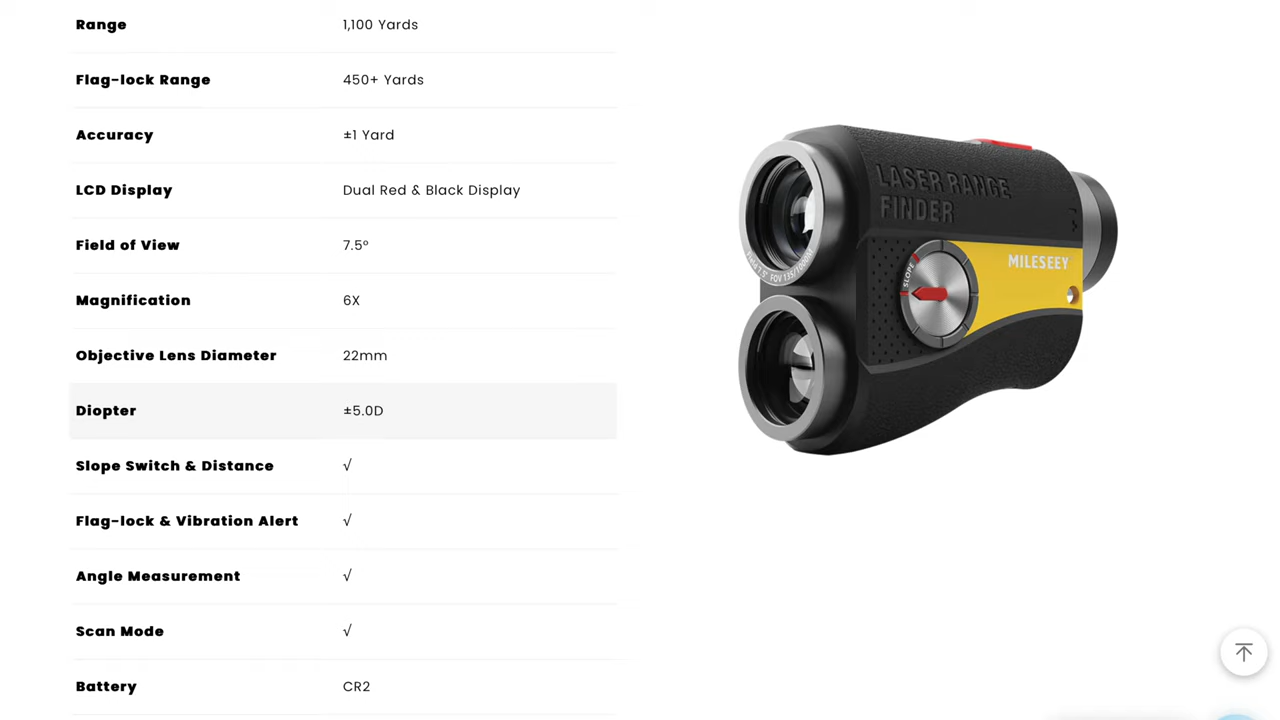 Range 1,100 Yards
Flag-lock Range 450+ Yards
Accuracy ±1 Yard
LCD Display Dual Red & Black Display
Field of View 7.5º
Magnification 6X
Objective Lens Diameter 22mm
Diopter ±5.0D
Slope Switch & Distance √
Flag-lock & Vibration Alert √
Angle Measurement √
Scan Mode √
Battery CR2
LASER RANGE
FINDER
MILESEEY
SLOPE